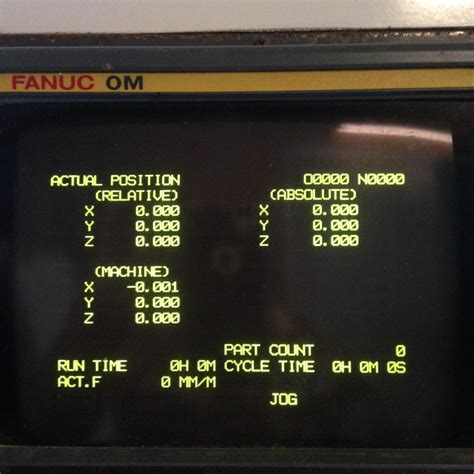 FANUC OM
ACTUAL POSITION O0000 N0000
(RELATIVE) (ABSOLUTE)
X 0.000 X 0.000
Y 0.000 Y 0.000
Z 0.000 Z 0.000
(MACHINE)
X -0.001
Y 0.000
Z 0.000
PART COUNT 0
RUN TIME 0H 0M CYCLE TIME 0H 0M 0S
ACT.F 0 MM/M
JOG